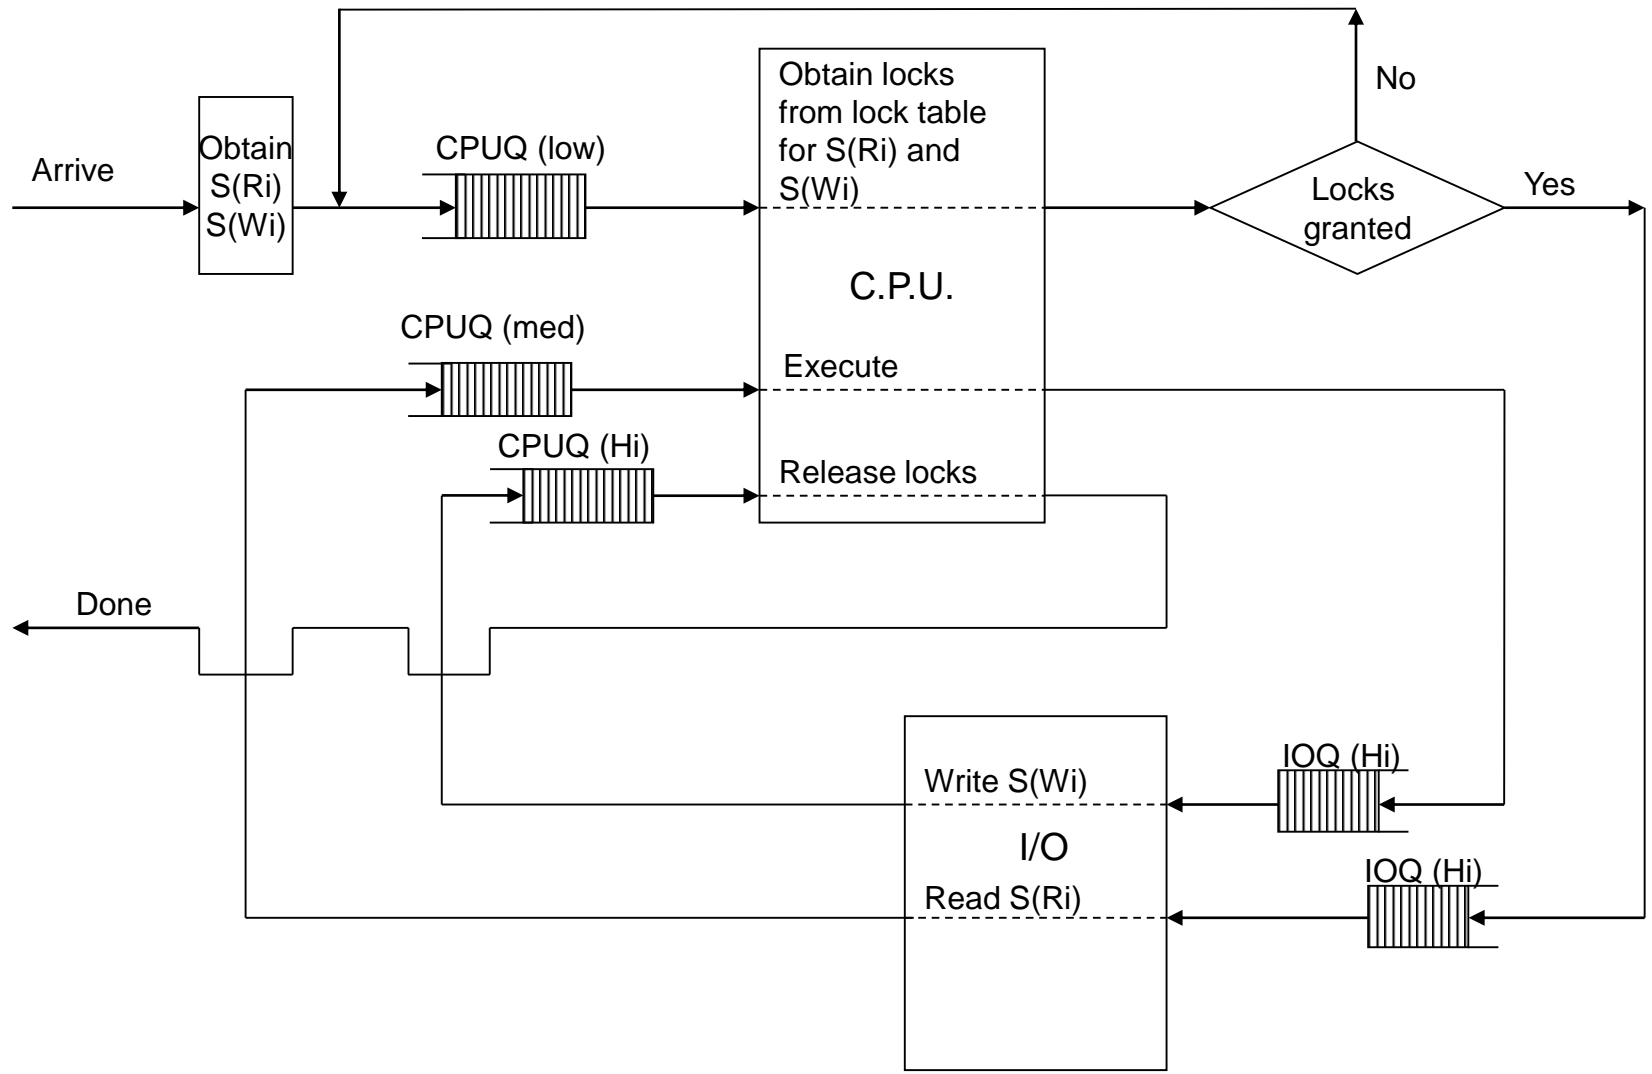 Obtain locks
from lock table
for S(Ri) and
S(Wi)
No
Arrive
Obtain
S(Ri)
S(Wi)
CPUQ (low)
Locks
granted
Yes
C.P.U.
CPUQ (med)
Execute
CPUQ (Hi)
Release locks
Done
Write S(Wi)
IOQ (Hi)
I/O
Read S(Ri)
IOQ (Hi)